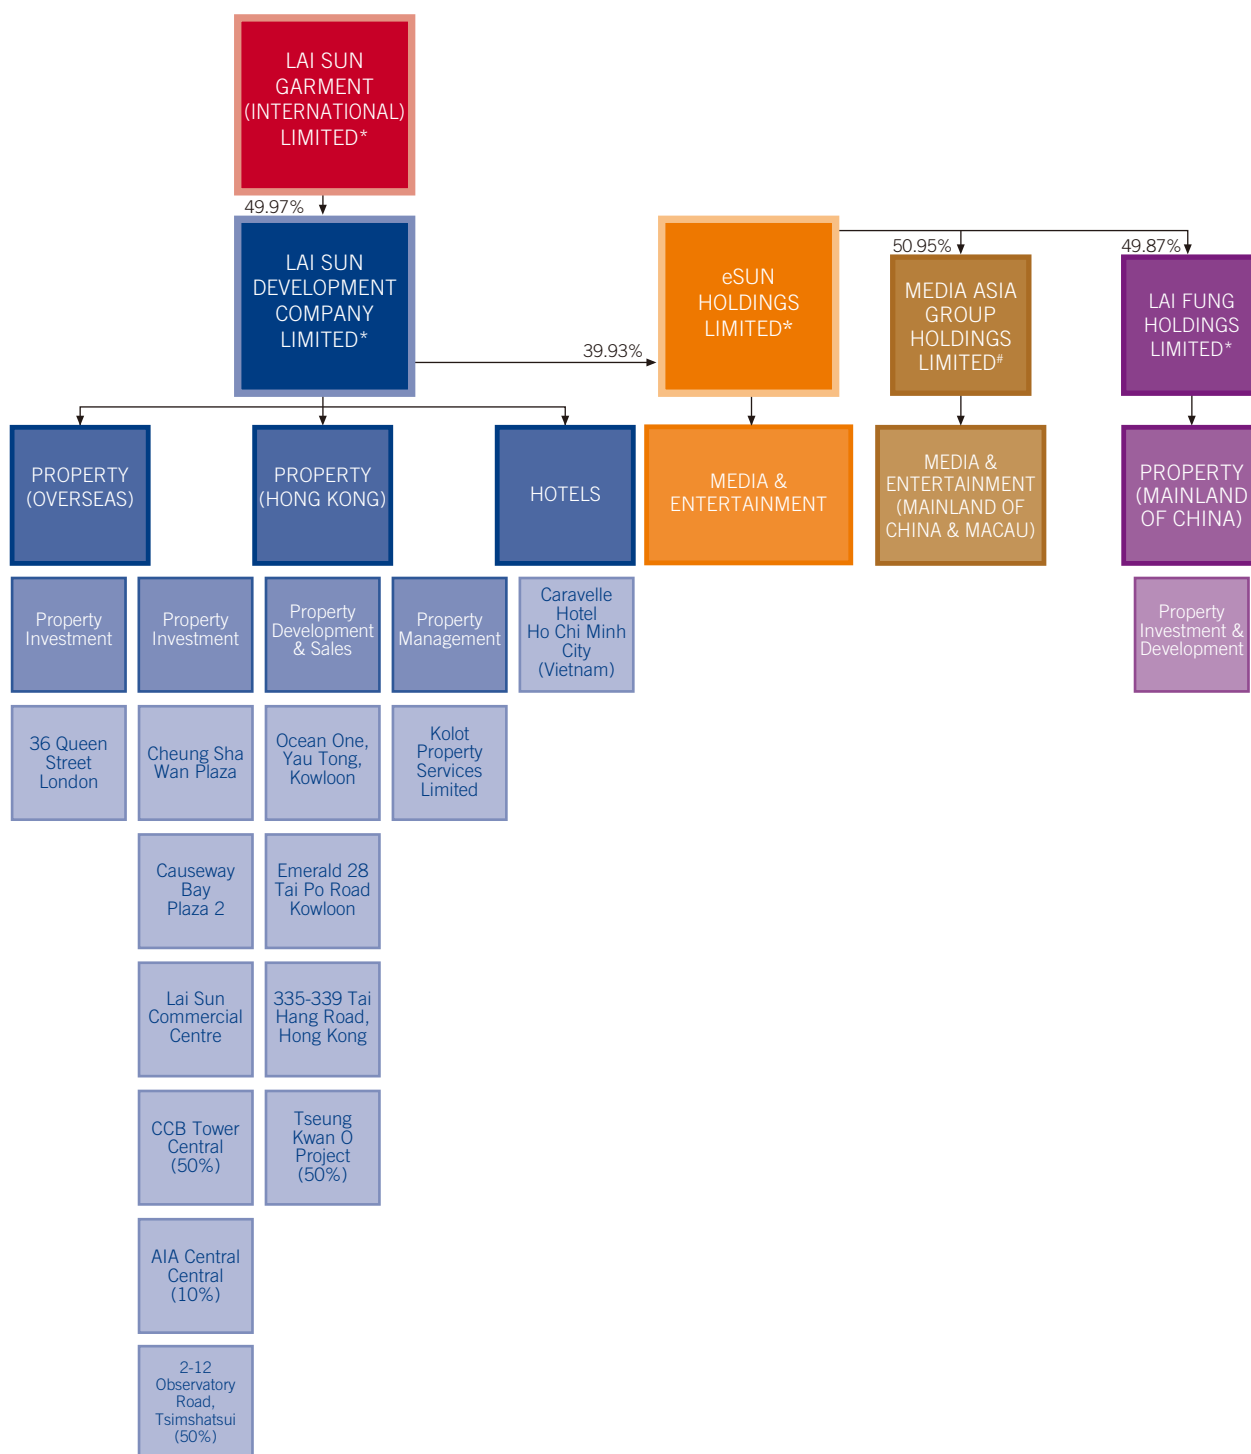 LAI SUN
GARMENT
(INTERNATIONAL)
LIMITED*
49.97%
LAI SUN
DEVELOPMENT
COMPANY
LIMITED*
39.93%
eSUN
HOLDINGS
LIMITED*
50.95%
MEDIA ASIA
GROUP
HOLDINGS
LIMITED#
49.87%
LAI FUNG
HOLDINGS
LIMITED*
PROPERTY
(OVERSEAS)
PROPERTY
(HONG KONG)
HOTELS
MEDIA &
ENTERTAINMENT
MEDIA &
ENTERTAINMENT
(MAINLAND OF
CHINA & MACAU)
PROPERTY
(MAINLAND
OF CHINA)
Property
Investment
Property
Investment
Property
Development
& Sales
Property
Management
Caravelle
Hotel
Ho Chi Minh
City
(Vietnam)
Property
Investment &
Development
36 Queen
Street
London
Cheung Sha
Wan Plaza
Ocean One,
Yau Tong,
Kowloon
Kolot
Property
Services
Limited
Causeway
Bay
Plaza 2
Emerald 28
Tai Po Road
Kowloon
Lai Sun
Commercial
Centre
335-339 Tai
Hang Road,
Hong Kong
CCB Tower
Central
(50%)
Tseung
Kwan O
Project
(50%)
AIA Central
Central
(10%)
2-12
Observatory
Road,
Tsimshatsui
(50%)